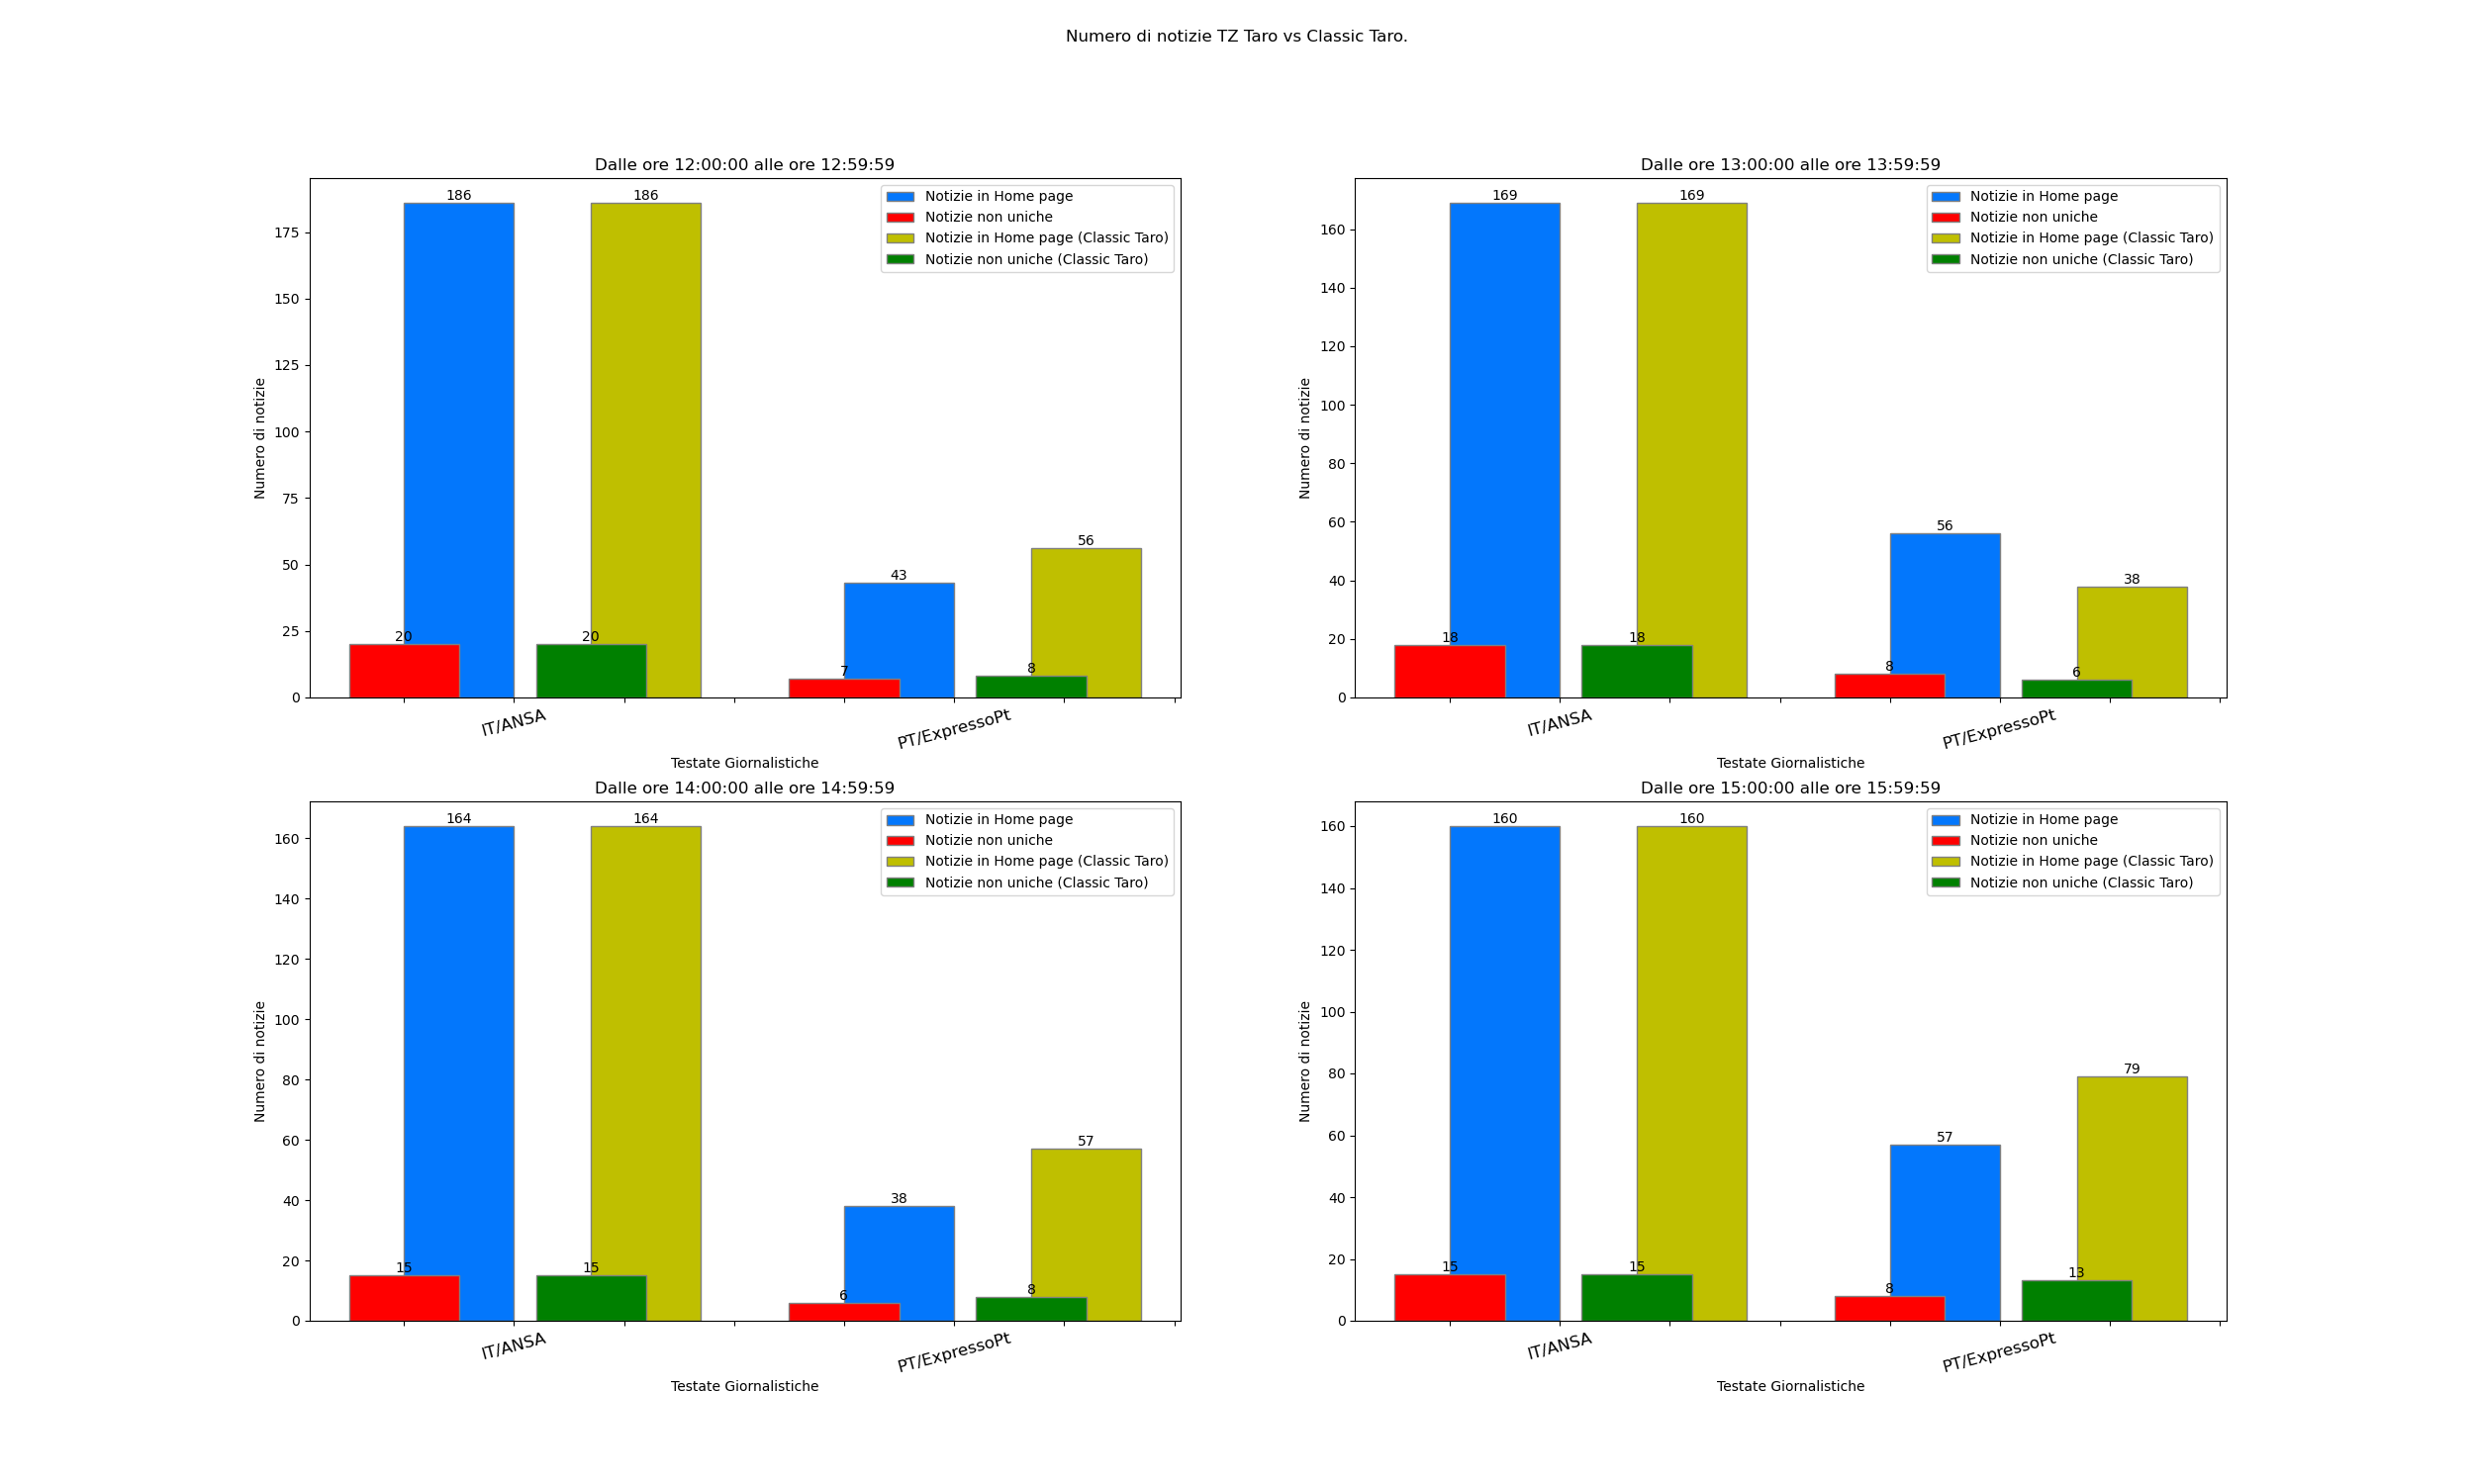 Numero di notizie TZ Taro vs Classic Taro.
Dalle ore 12:00:00 alle ore 12:59:59
Numero di notizie
175
150
125
100
75
50
25
0
186
186
20
20
43
56
7
8
Notizie in Home page
Notizie non uniche
Notizie in Home page (Classic Taro)
Notizie non uniche (Classic Taro)
IT/ANSA
PT/ExpressoPt
Testate Giornalistiche
Dalle ore 13:00:00 alle ore 13:59:59
Numero di notizie
160
140
120
100
80
60
40
20
0
169
169
18
18
56
38
8
6
Notizie in Home page
Notizie non uniche
Notizie in Home page (Classic Taro)
Notizie non uniche (Classic Taro)
IT/ANSA
PT/ExpressoPt
Testate Giornalistiche
Dalle ore 14:00:00 alle ore 14:59:59
Numero di notizie
160
140
120
100
80
60
40
20
0
164
164
15
15
38
57
6
8
Notizie in Home page
Notizie non uniche
Notizie in Home page (Classic Taro)
Notizie non uniche (Classic Taro)
IT/ANSA
PT/ExpressoPt
Testate Giornalistiche
Dalle ore 15:00:00 alle ore 15:59:59
Numero di notizie
160
140
120
100
80
60
40
20
0
160
160
15
15
57
79
8
13
Notizie in Home page
Notizie non uniche
Notizie in Home page (Classic Taro)
Notizie non uniche (Classic Taro)
IT/ANSA
PT/ExpressoPt
Testate Giornalistiche